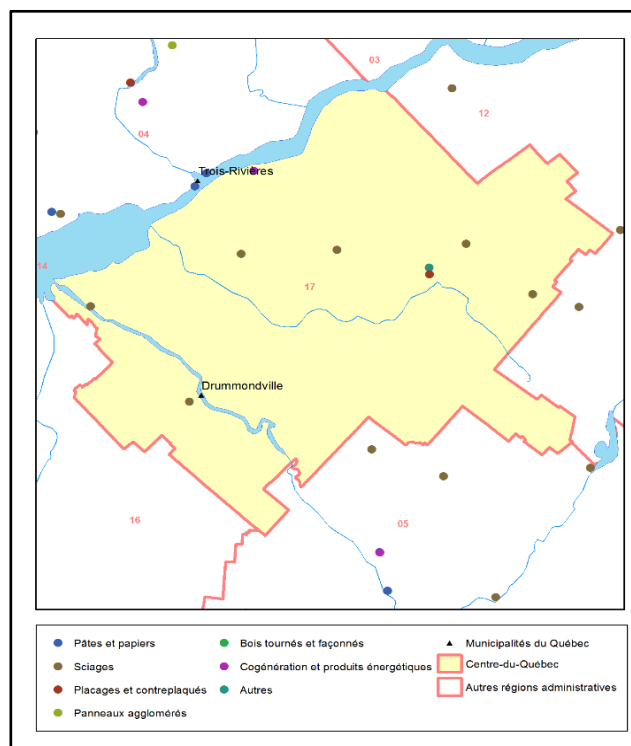 03
12
04
Trois-Rivières
14
17
Drummondville
16
05
Pâtes et papiers
Sciages
Placages et contreplaqués
Panneaux agglomérés
Bois tournés et façonnés
Cogénération et produits énergétiques
Autres
Municipalités du Québec
Centre-du-Québec
Autres régions administratives